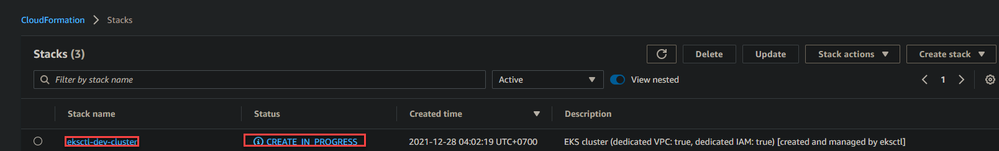 CloudFormation > Stacks
Stacks (3)
Delete
Update
Stack actions
Create stack
Filter by stack name
Active
View nested
1
Stack name
Status
Created time
Description
eksctl-dev-cluster
CREATE_IN_PROGRESS
2021-12-28 04:02:19 UTC+0700
EKS cluster (dedicated VPC: true, dedicated IAM: true) [created and managed by eksctl]